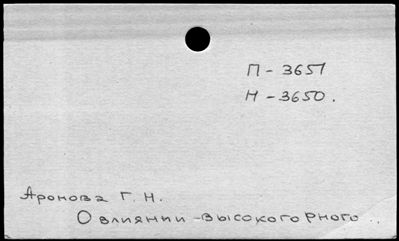 П - 3651
Н - 3650.
Аронова Г. Н.
О влиянии высокогорного ..